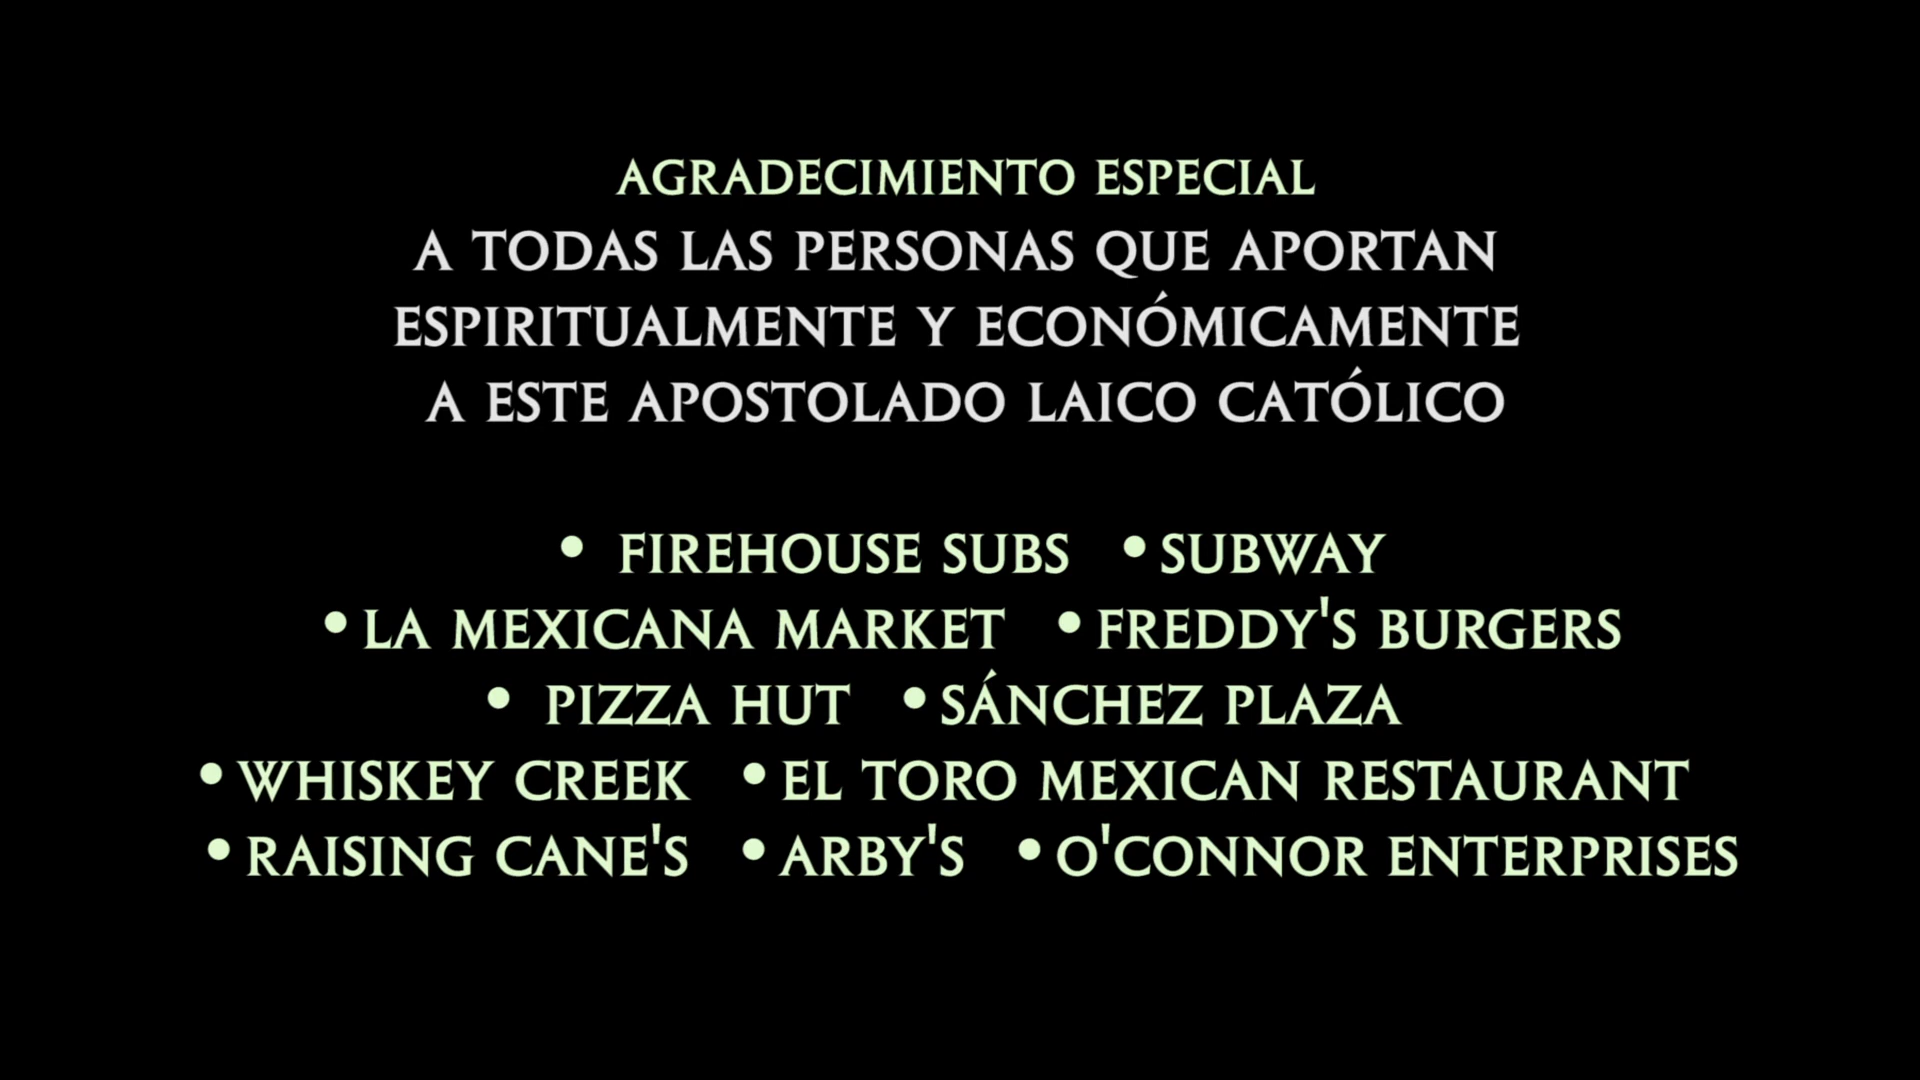 AGRADECIMIENTO ESPECIAL
A TODAS LAS PERSONAS QUE APORTAN
ESPIRITUALMENTE Y ECONÓMICAMENTE
A ESTE APOSTOLADO LAICO CATÓLICO
• FIREHOUSE SUBS •SUBWAY
•LA MEXICANA MARKET •FREDDY'S BURGERS
• PIZZA HUT •SÁNCHEZ PLAZA
•WHISKEY CREEK •EL TORO MEXICAN RESTAURANT
•RAISING CANE'S •ARBY'S •O'CONNOR ENTERPRISES